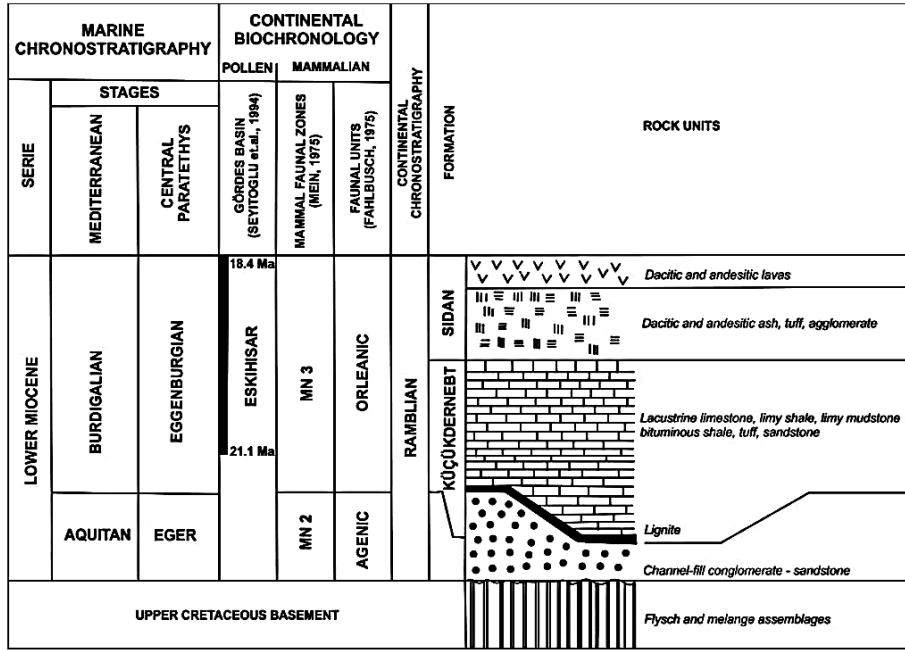 MARINE
CHRONOSTRATIGRAPHY
CONTINENTAL
BIOCHRONOLOGY
POLLEN
MAMMALIAN
SERIE
STAGES
MEDITERRANEAN
CENTRAL
PARATETHYS
GÖRDES BASIN
(SEYITOGLU et.al., 1994)
MAMMAL FAUNAL ZONES
(MEIN, 1975)
FAUNAL UNITS
(FAHLBUSCH, 1975)
CONTINENTAL
CHRONOSTRATIGRAPHY
FORMATION
ROCK UNITS
LOWER MIOCENE
BURDIGALIAN
EGGENBURGIAN
18.4 Ma
ESKIHISAR
21.1 Ma
MN 3
ORLEANIC
RAMBLIAN
SIDAN
Dacitic and andesitic lavas
Dacitic and andesitic ash, tuff, agglomerate
KÜÇÜKDERNEBT
Lacustrine limestone, limy shale, limy mudstone
bituminous shale, tuff, sandstone
AQUITAN
EGER
MN 2
AGENIC
Lignite
Channel-fill conglomerate - sandstone
UPPER CRETACEOUS BASEMENT
Flysch and melange assemblages